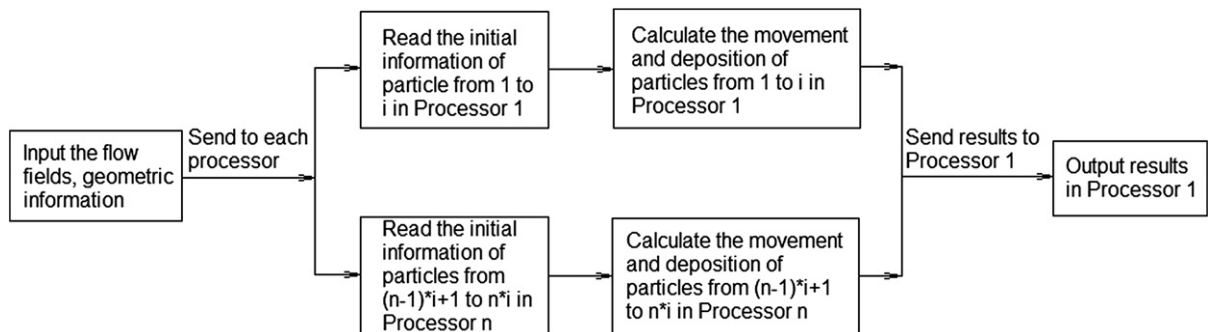 Input the flow
fields, geometric
information
Send to each
processor
Read the initial
information of
particle from 1 to
i in Processor 1
Calculate the movement
and deposition of
particles from 1 to i in
Processor 1
Read the initial
information of
particles from
(n-1)*i+1 to n*i in
Processor n
Calculate the movement
and deposition of
particles from (n-1)*i+1
to n*i in Processor n
Send results to
Processor 1
Output results
in Processor 1